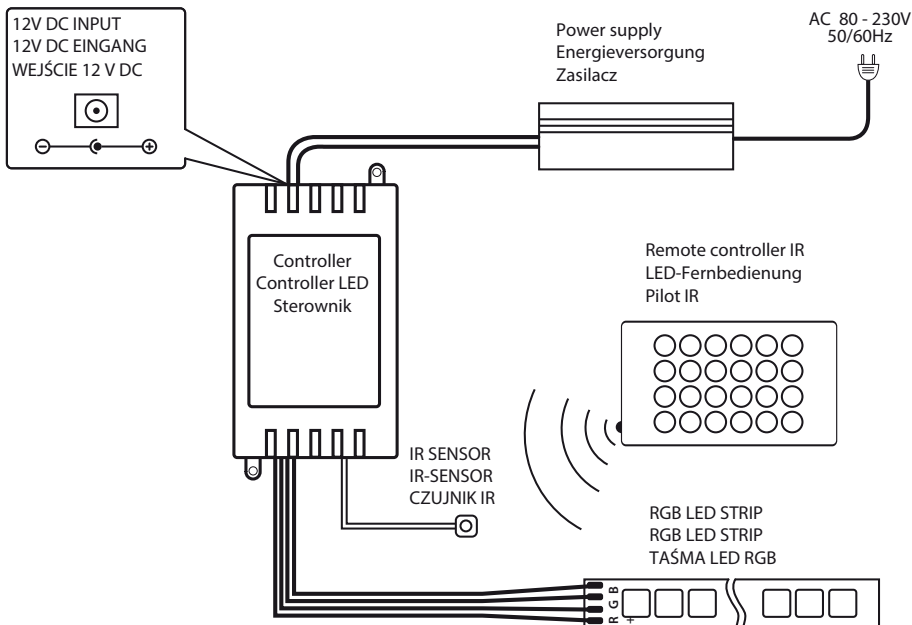 12V DC INPUT
12V DC EINGANG
WEJŚCIE 12 V DC
Power supply
Energieversorgung
Zasilacz
AC 80 - 230V
50/60Hz
Controller
Controller LED
Sterownik
Remote controller IR
LED-Fernbedienung
Pilot IR
IR SENSOR
IR-SENSOR
CZUJNIK IR
RGB LED STRIP
RGB LED STRIP
TAŚMA LED RGB
+ R G B